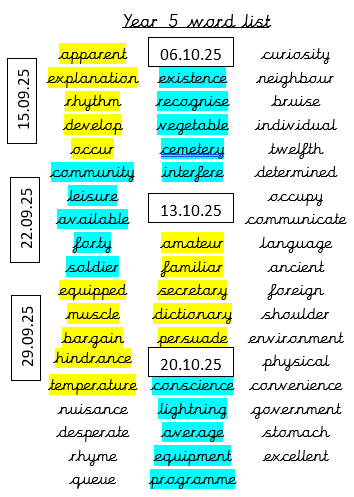 Year 5 word list
15.09.25
apparent
explanation
rhythm
develop
occur
22.09.25
community
leisure
available
forty
soldier
29.09.25
equipped
muscle
bargain
hindrance
temperature
nuisance
desperate
rhyme
queue
06.10.25
existence
recognise
vegetable
cemetery
interfere
13.10.25
amateur
familiar
secretary
dictionary
persuade
20.10.25
conscience
lightning
average
equipment
programme
curiosity
neighbour
bruise
individual
twelfth
determined
occupy
communicate
language
ancient
foreign
shoulder
environment
physical
convenience
government
stomach
excellent